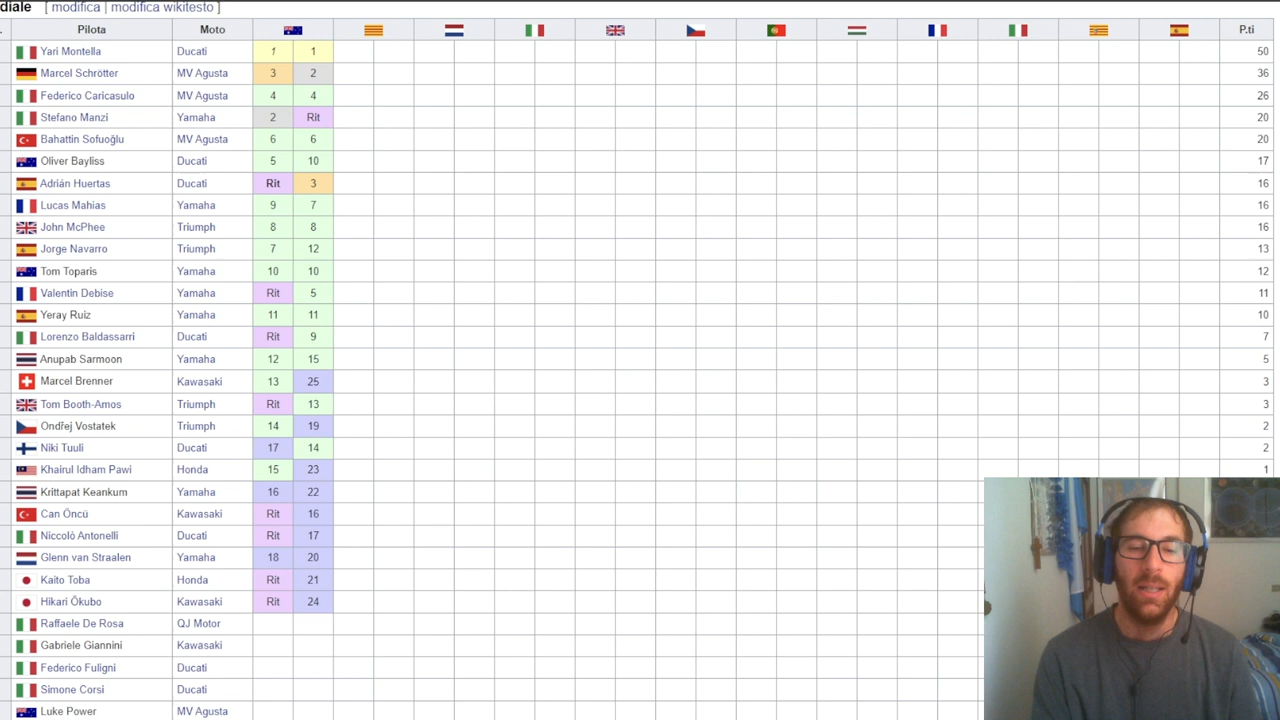 diale [ modifica | modifica wikitesto ]
. Pilota Moto P.ti
Yari Montella Ducati 1 1 50
Marcel Schrötter MV Agusta 3 2 36
Federico Caricasulo MV Agusta 4 4 26
Stefano Manzi Yamaha 2 Rit 20
Bahattin Sofuoğlu MV Agusta 6 6 20
Oliver Bayliss Ducati 5 10 17
Adrián Huertas Ducati Rit 3 16
Lucas Mahias Yamaha 9 7 16
John McPhee Triumph 8 8 16
Jorge Navarro Triumph 7 12 13
Tom Toparis Yamaha 10 10 12
Valentin Debise Yamaha Rit 5 11
Yeray Ruiz Yamaha 11 11 10
Lorenzo Baldassarri Ducati Rit 9 7
Anupab Sarmoon Yamaha 12 15 5
Marcel Brenner Kawasaki 13 25 3
Tom Booth-Amos Triumph Rit 13 3
Ondřej Vostatek Triumph 14 19 2
Niki Tuuli Ducati 17 14 2
Khairul Idham Pawi Honda 15 23 1
Krittapat Keankum Yamaha 16 22
Can Öncü Kawasaki Rit 16
Niccolò Antonelli Ducati Rit 17
Glenn van Straalen Yamaha 18 20
Kaito Toba Honda Rit 21
Hikari Ōkubo Kawasaki Rit 24
Raffaele De Rosa QJ Motor
Gabriele Giannini Kawasaki
Federico Fuligni Ducati
Simone Corsi Ducati
Luke Power MV Agusta